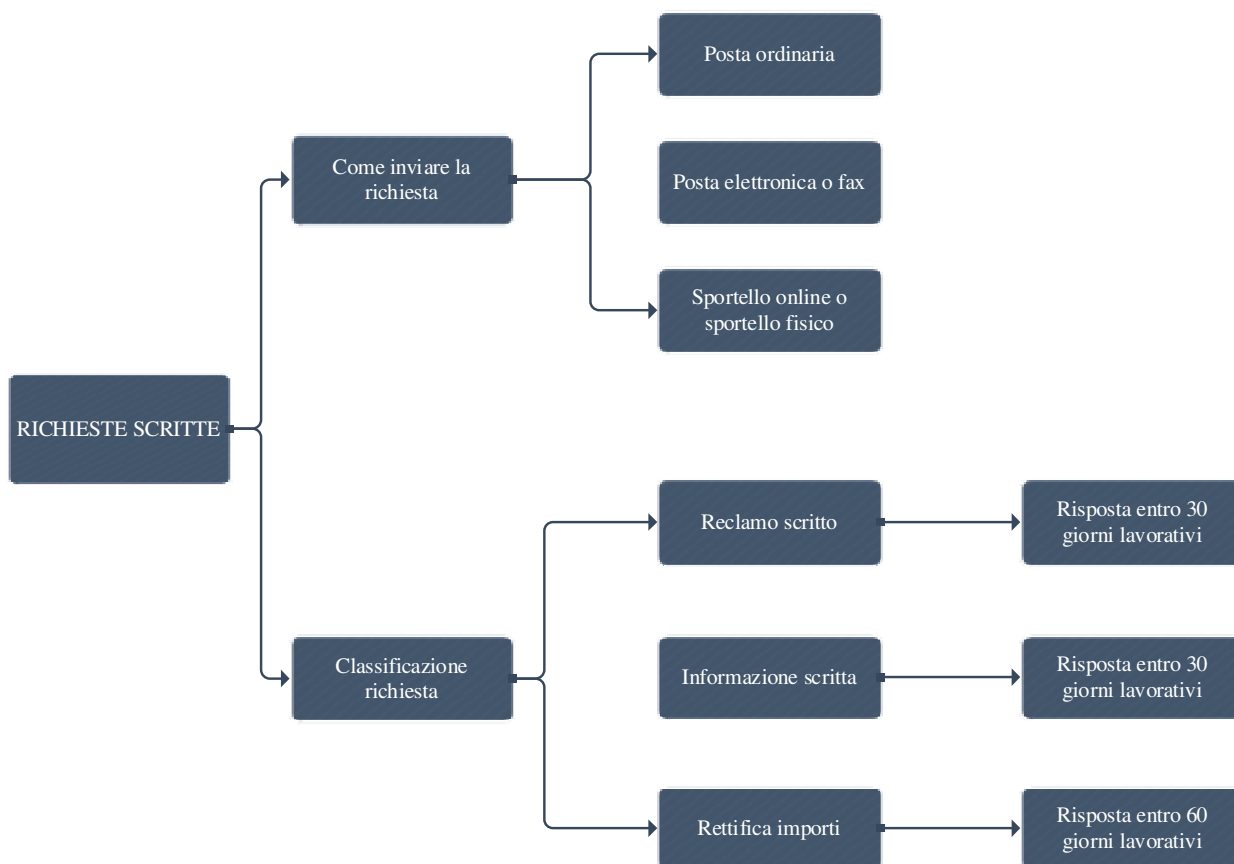 Posta ordinaria
Come inviare la
richiesta
Posta elettronica o fax
Sportello online o
sportello fisico
RICHIESTE SCRITTE
Reclamo scritto
Risposta entro 30
giorni lavorativi
Classificazione
richiesta
Informazione scritta
Risposta entro 30
giorni lavorativi
Rettifica importi
Risposta entro 60
giorni lavorativi